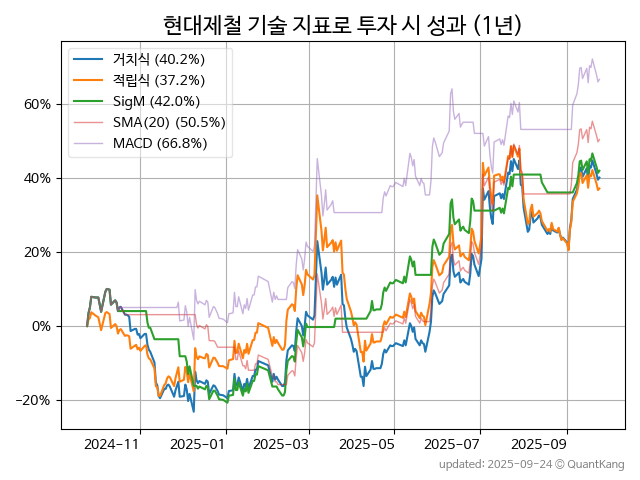 현대제철 기술 지표로 투자 시 성과 (1년)
거치식 (40.2%)
적립식 (37.2%)
SigM (42.0%)
SMA(20) (50.5%)
MACD (66.8%)
60%
40%
20%
0%
−20%
2024-11 2025-01 2025-03 2025-05 2025-07 2025-09
updated: 2025-09-24 © QuantKang